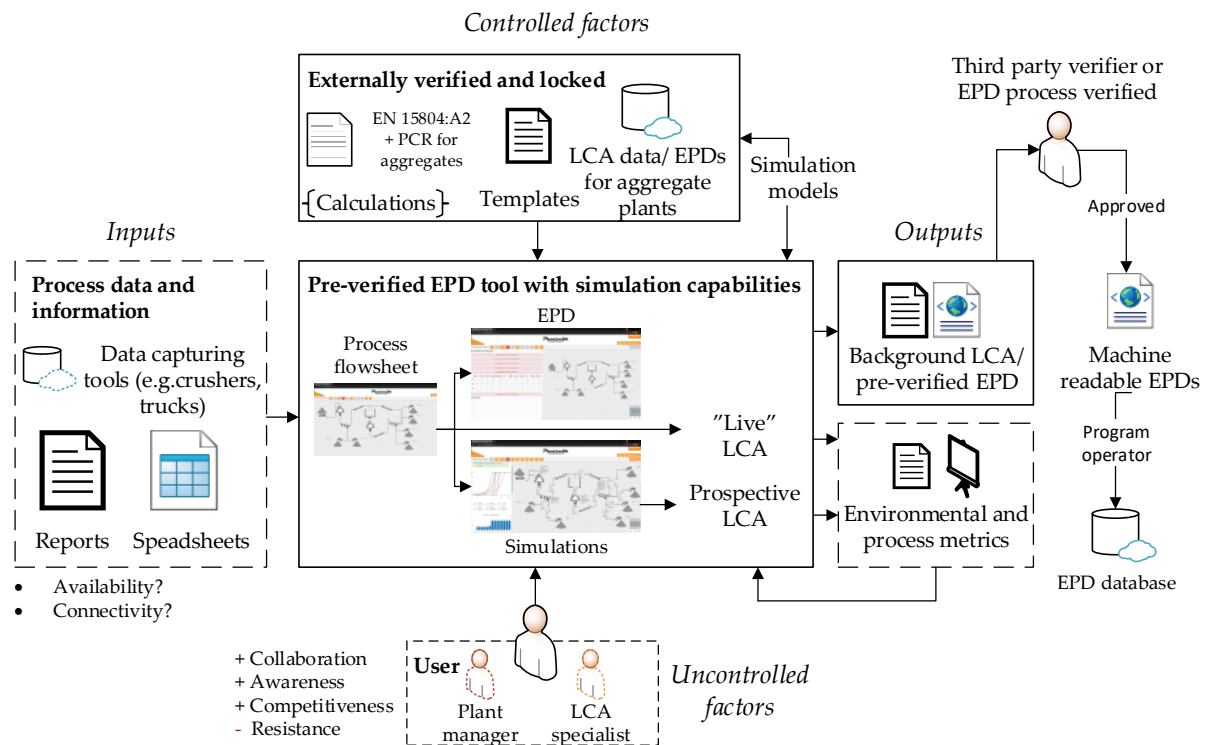 Controlled factors
Externally verified and locked
EN 15804:A2
+ PCR for
aggregates
{Calculations}
Templates
LCA data/ EPDs
for aggregate
plants
Simulation
models
Third party verifier or
EPD process verified
Approved
Inputs
Outputs
Process data and
information
Data capturing
tools (e.g.crushers,
trucks)
Reports
Speadsheets
• Availability?
• Connectivity?
Pre-verified EPD tool with simulation capabilities
EPD
Process
flowsheet
"Live"
LCA
Prospective
LCA
Simulations
Background LCA/
pre-verified EPD
Machine
readable EPDs
Program
operator
Environmental and
process metrics
EPD database
+ Collaboration
+ Awareness
+ Competitiveness
- Resistance
User
Plant
manager
LCA
specialist
Uncontrolled
factors